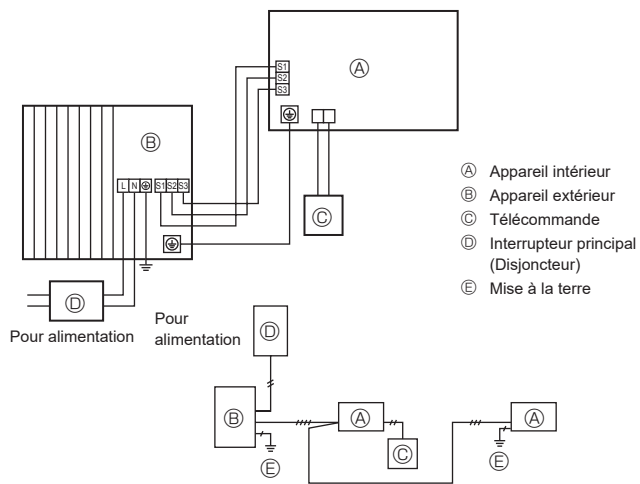 S1
S2
S3
Ⓐ
Ⓑ
L N S1 S2 S3
Ⓒ
Ⓓ
Pour alimentation
Ⓐ Appareil intérieur
Ⓑ Appareil extérieur
Ⓒ Télécommande
Ⓓ Interrupteur principal
(Disjoncteur)
Ⓔ Mise à la terre
Pour
alimentation
Ⓓ
Ⓑ
Ⓐ
Ⓐ
Ⓒ
Ⓔ
Ⓔ